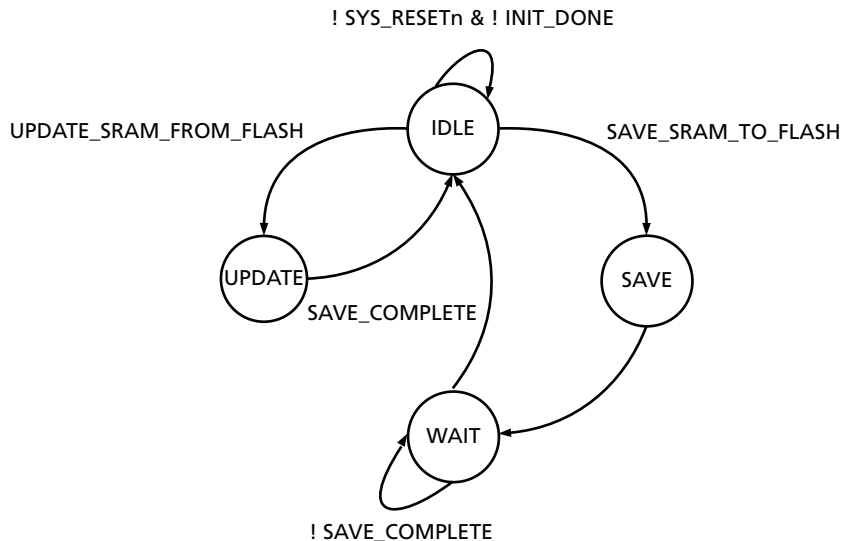 ! SYS_RESETn & ! INIT_DONE
IDLE
UPDATE_SRAM_FROM_FLASH
SAVE_SRAM_TO_FLASH
UPDATE
SAVE
SAVE_COMPLETE
WAIT
! SAVE_COMPLETE